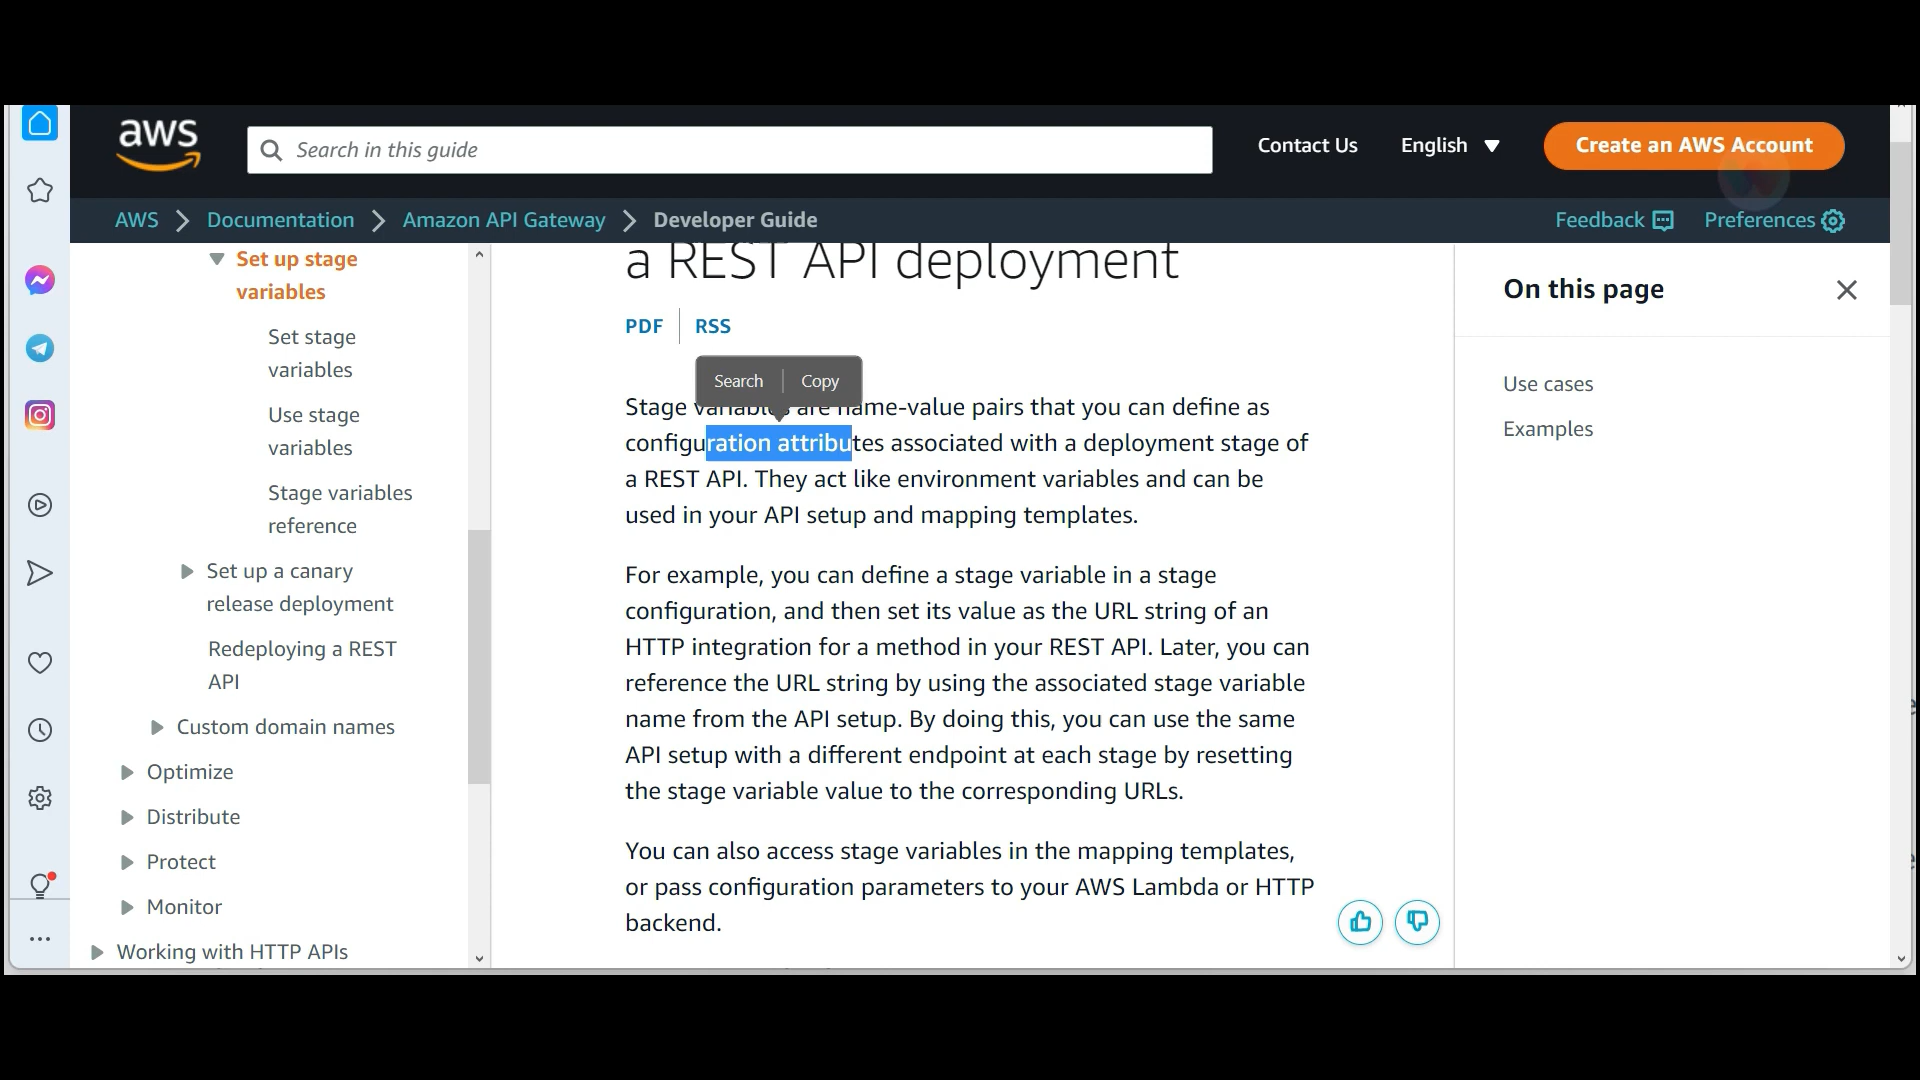 aws
Search in this guide
Contact Us
English
Create an AWS Account
AWS
Documentation
Amazon API Gateway
Developer Guide
Feedback
Preferences
Set up stage
variables
Set stage
variables
Use stage
variables
Stage variables
reference
Set up a canary
release deployment
Redeploying a REST
API
Custom domain names
Optimize
Distribute
Protect
Monitor
Working with HTTP APIs
a REST API deployment
PDF
RSS
Search
Copy
Stage variables are name-value pairs that you can define as
configuration attributes associated with a deployment stage of
a REST API. They act like environment variables and can be
used in your API setup and mapping templates.
For example, you can define a stage variable in a stage
configuration, and then set its value as the URL string of an
HTTP integration for a method in your REST API. Later, you can
reference the URL string by using the associated stage variable
name from the API setup. By doing this, you can use the same
API setup with a different endpoint at each stage by resetting
the stage variable value to the corresponding URLs.
You can also access stage variables in the mapping templates,
or pass configuration parameters to your AWS Lambda or HTTP
backend.
On this page
Use cases
Examples